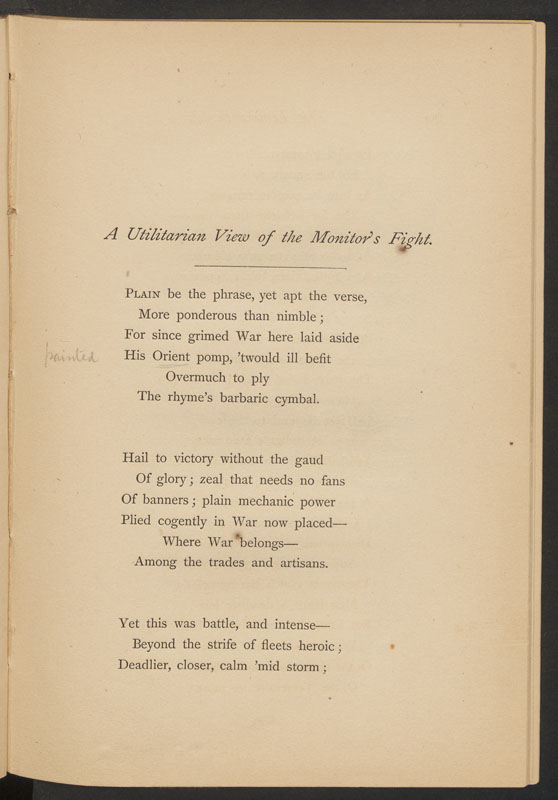 A Utilitarian View of the Monitor's Fight.
PLAIN be the phrase, yet apt the verse,
More ponderous than nimble;
For since grimed War here laid aside
painted
His Orient pomp, 'twould ill befit
Overmuch to ply
The rhyme's barbaric cymbal.
Hail to victory without the gaud
Of glory; zeal that needs no fans
Of banners; plain mechanic power
Plied cogently in War now placed—
Where War belongs—
Among the trades and artisans.
Yet this was battle, and intense—
Beyond the strife of fleets heroic;
Deadlier, closer, calm 'mid storm;